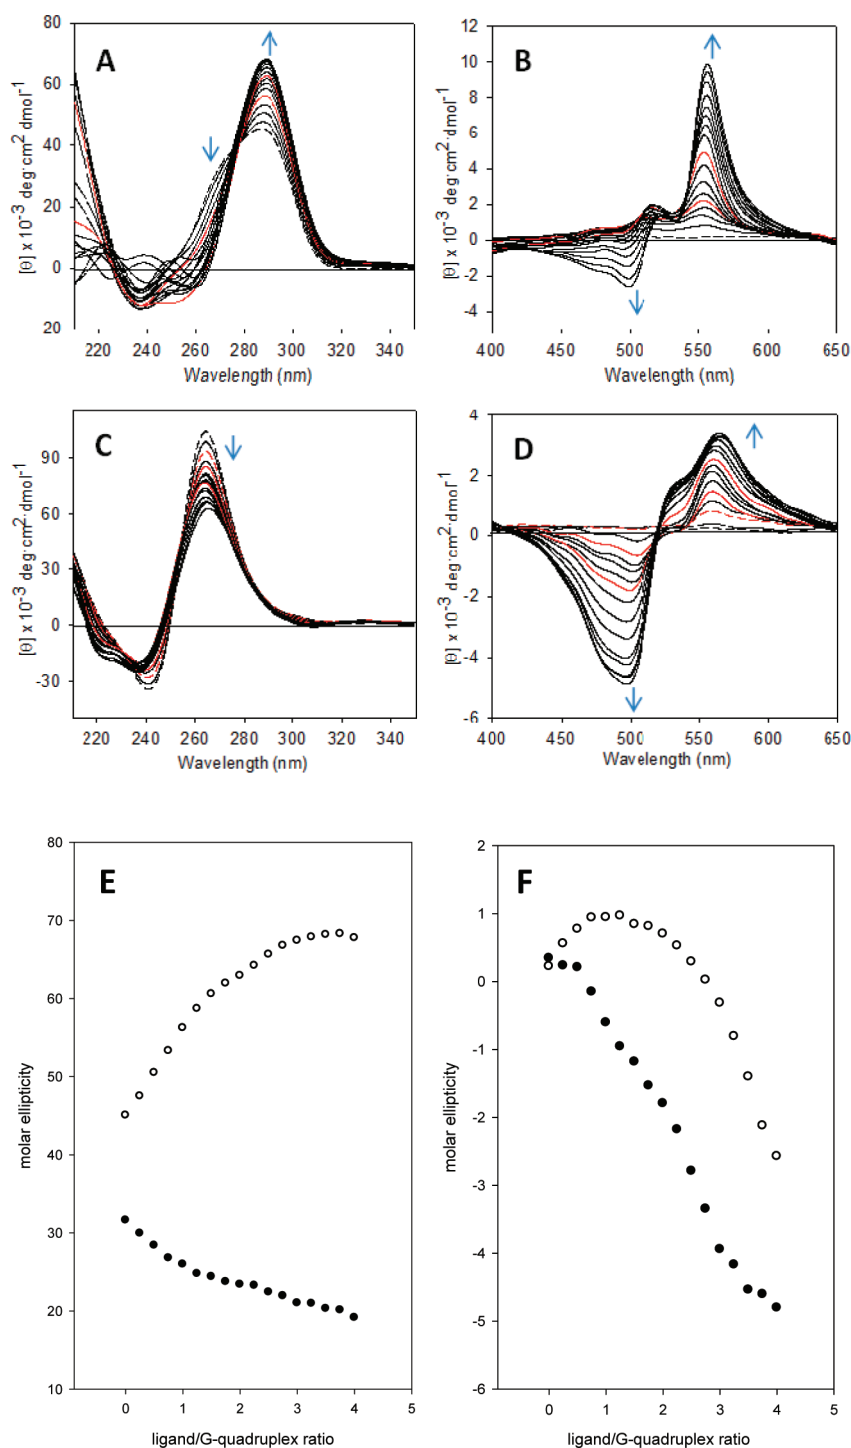 A
80
60
40
20
0
20
[θ] x 10⁻³ deg·cm² dmol⁻¹
220 240 260 280 300 320 340
Wavelength (nm)
B
12
10
8
6
4
2
0
-2
-4
[θ] x 10⁻³ deg·cm²·dmol⁻¹
400 450 500 550 600 650
Wavelength (nm)
C
90
60
30
0
-30
[θ] x 10⁻³ deg·cm²·dmol⁻¹
220 240 260 280 300 320 340
Wavelength (nm)
D
4
2
0
-2
-4
-6
[θ] x 10⁻³ deg·cm²·dmol⁻¹
400 450 500 550 600 650
Wavelength (nm)
E
80
70
60
50
40
30
20
10
molar ellipticity
0 1 2 3 4 5
ligand/G-quadruplex ratio
F
2
1
0
-1
-2
-3
-4
-5
-6
molar ellipticity
0 1 2 3 4 5
ligand/G-quadruplex ratio